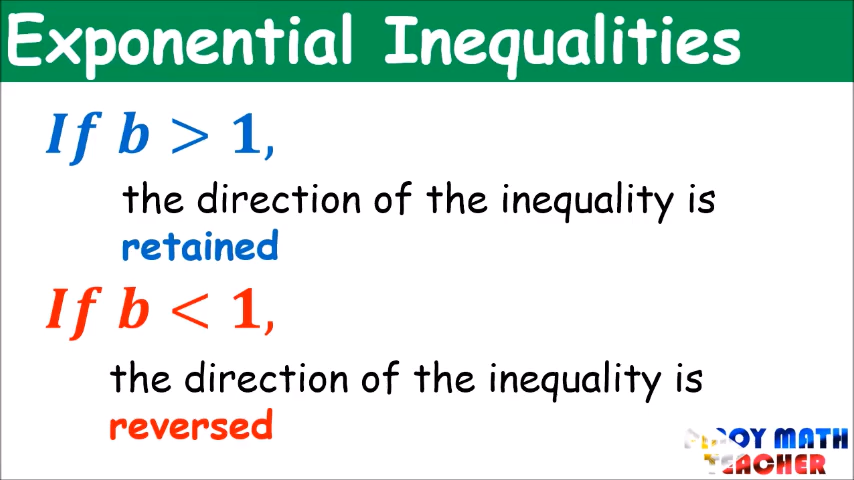 Exponential Inequalities
If b > 1,
the direction of the inequality is
retained
If b < 1,
the direction of the inequality is
reversed
MATH
TEACHER